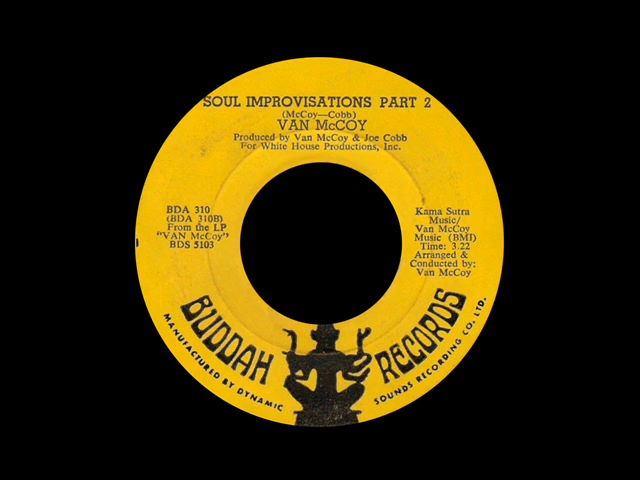 SOUL IMPROVISATIONS PART 2
(McCoy—Cobb)
VAN McCOY
Produced by Van McCoy & Joe Cobb
For White House Productions, Inc.
BDA 310
(BDA 310B)
From the LP
"VAN McCoy"
BDS 5103
Kama Sutra
Music/
Van McCoy
Music (BMI)
Time: 3.22
Arranged &
Conducted by:
Van McCoy
BUDDAH RECORDS
MANUFACTURED BY DYNAMIC SOUNDS RECORDING CO. LTD.